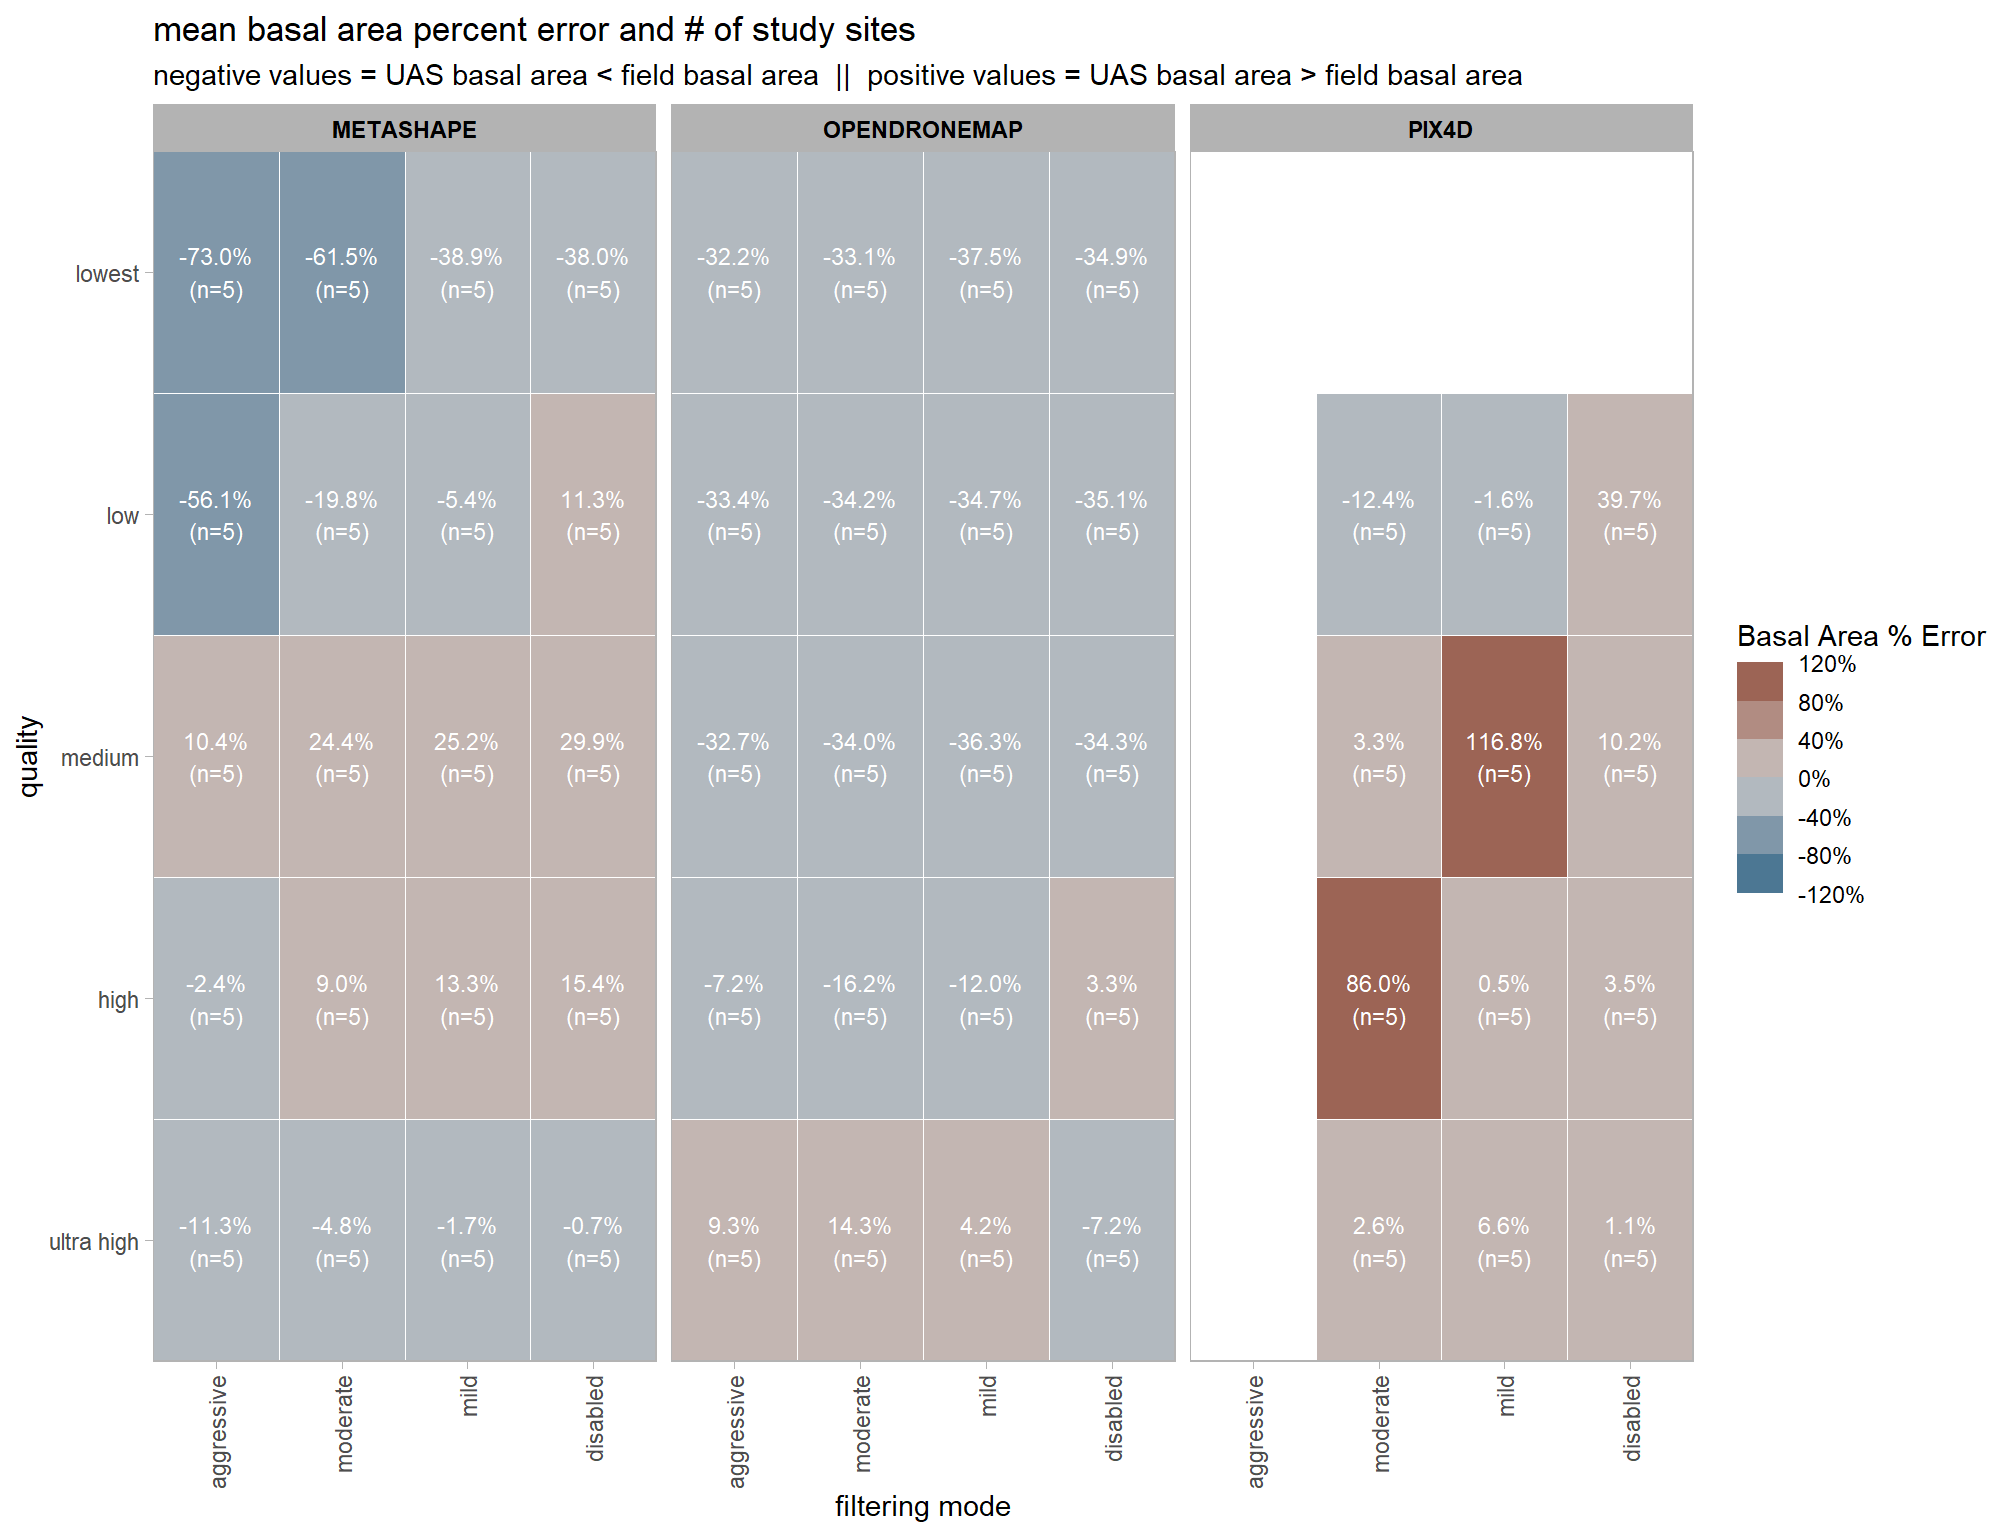 mean basal area percent error and # of study sites
negative values = UAS basal area < field basal area || positive values = UAS basal area > field basal area
METASHAPE OPENDRONEMAP PIX4D
lowest
-73.0% -61.5% -38.9% -38.0% -32.2% -33.1% -37.5% -34.9%
(n=5) (n=5) (n=5) (n=5) (n=5) (n=5) (n=5) (n=5)
low
-56.1% -19.8% -5.4% 11.3% -33.4% -34.2% -34.7% -35.1% -12.4% -1.6% 39.7%
(n=5) (n=5) (n=5) (n=5) (n=5) (n=5) (n=5) (n=5) (n=5) (n=5) (n=5)
medium
10.4% 24.4% 25.2% 29.9% -32.7% -34.0% -36.3% -34.3% 3.3% 116.8% 10.2%
(n=5) (n=5) (n=5) (n=5) (n=5) (n=5) (n=5) (n=5) (n=5) (n=5) (n=5)
high
-2.4% 9.0% 13.3% 15.4% -7.2% -16.2% -12.0% 3.3% 86.0% 0.5% 3.5%
(n=5) (n=5) (n=5) (n=5) (n=5) (n=5) (n=5) (n=5) (n=5) (n=5) (n=5)
ultra high
-11.3% -4.8% -1.7% -0.7% 9.3% 14.3% 4.2% -7.2% 2.6% 6.6% 1.1%
(n=5) (n=5) (n=5) (n=5) (n=5) (n=5) (n=5) (n=5) (n=5) (n=5) (n=5)
quality
aggressive moderate mild disabled aggressive moderate mild disabled aggressive moderate mild disabled
filtering mode
Basal Area % Error
120%
80%
40%
0%
-40%
-80%
-120%